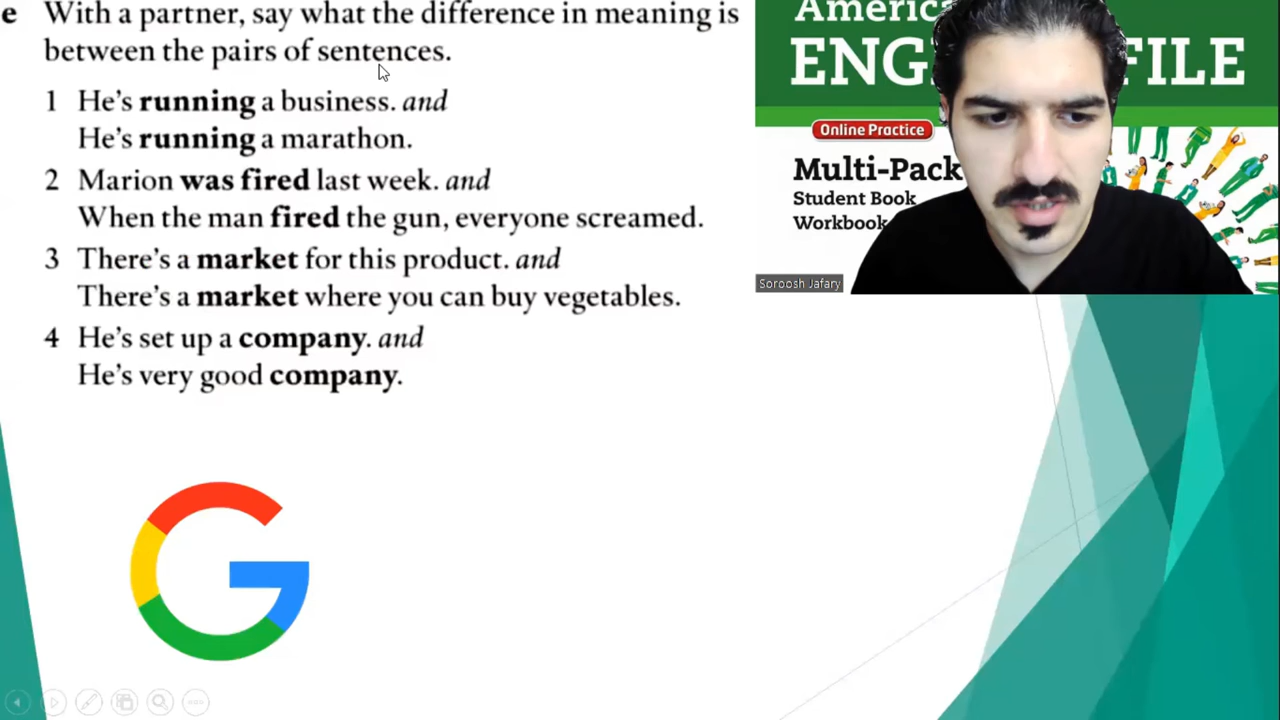 e With a partner, say what the difference in meaning is
between the pairs of sentences.
1 He's running a business. and
He's running a marathon.
2 Marion was fired last week. and
When the man fired the gun, everyone screamed.
3 There's a market for this product. and
There's a market where you can buy vegetables.
4 He's set up a company. and
He's very good company.
America
ENG FILE
Online Practice
Multi-Pack
Student Book
Workbook
Soroosh Jafary